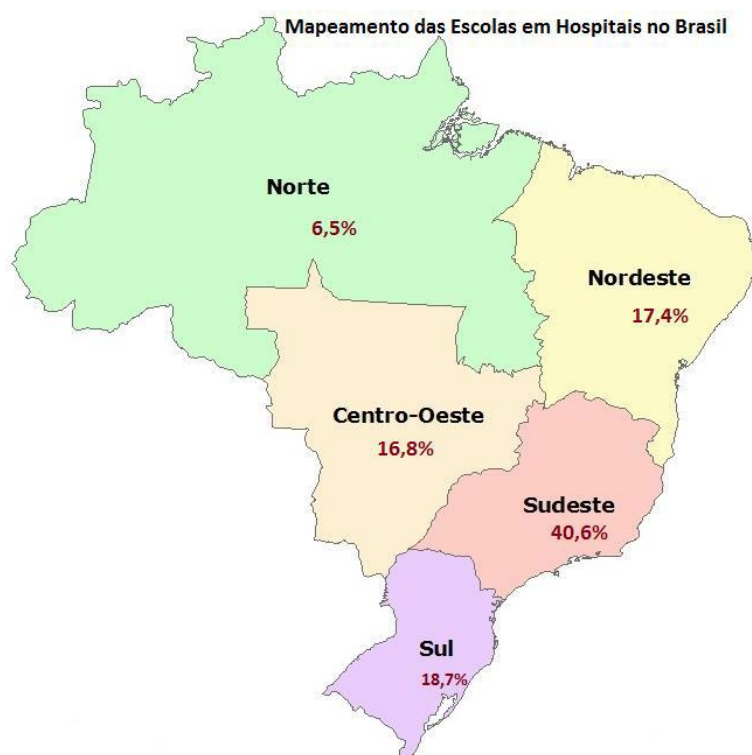 Mapeamento das Escolas em Hospitais no Brasil
Norte
6,5%
Nordeste
17,4%
Centro-Oeste
16,8%
Sudeste
40,6%
Sul
18,7%